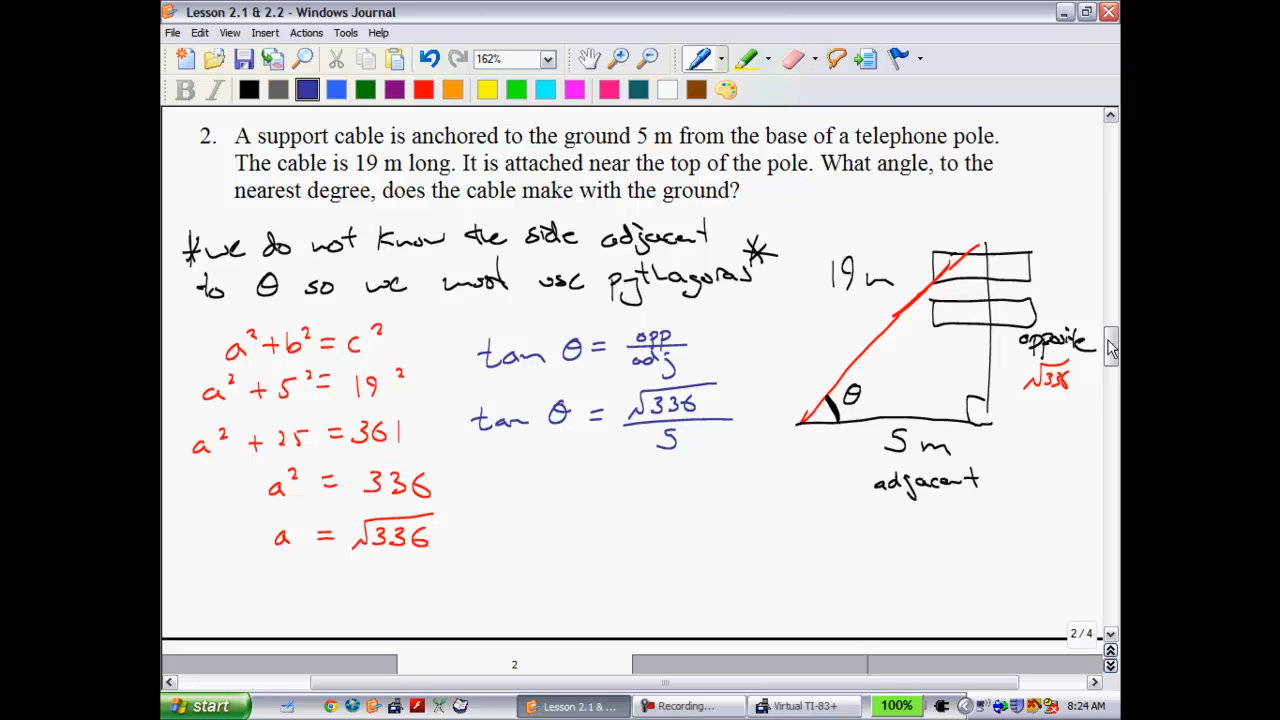 Lesson 2.1 & 2.2 - Windows Journal
File Edit View Insert Actions Tools Help
162%
B I
2. A support cable is anchored to the ground 5 m from the base of a telephone pole.
The cable is 19 m long. It is attached near the top of the pole. What angle, to the
nearest degree, does the cable make with the ground?
*we do not know the side adjacent
to θ so we must use pythagoras*
a² + b² = c²
a² + 5² = 19²
a² + 25 = 361
a² = 336
a = √336
tan θ = opp/adj
tan θ = √336/5
19 m
opposite
√336
θ
5 m
adjacent
2 / 4
2
start
Lesson 2.1 & ...
Recording...
Virtual TI-83+
100%
8:24 AM